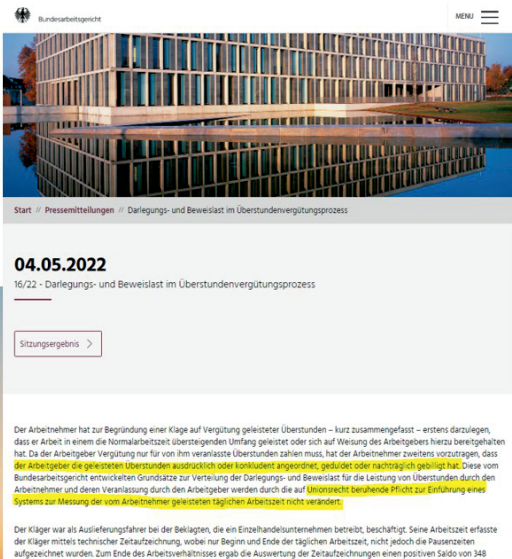 Bundesarbeitsgericht
MENU
Start // Pressemitteilungen // Darlegungs- und Beweislast im Überstundenvergütungsprozess
04.05.2022
16/22 - Darlegungs- und Beweislast im Überstundenvergütungsprozess
Sitzungsergebnis
Der Arbeitnehmer hat zur Begründung einer Klage auf Vergütung geleisteter Überstunden – kurz zusammengefasst – erstens darzulegen,
dass er Arbeit in einem die Normalarbeitszeit übersteigenden Umfang geleistet oder sich auf Weisung des Arbeitgebers hierzu bereitgehalten
hat. Da der Arbeitgeber Vergütung nur für von ihm veranlasste Überstunden zahlen muss, hat der Arbeitnehmer zweitens vorzutragen, dass
der Arbeitgeber die geleisteten Überstunden ausdrücklich oder konkludent angeordnet, geduldet oder nachträglich gebilligt hat. Diese vom
Bundesarbeitsgericht entwickelten Grundsätze zur Verteilung der Darlegungs- und Beweislast für die Leistung von Überstunden durch den
Arbeitnehmer und deren Veranlassung durch den Arbeitgeber werden durch die auf Unionsrecht beruhende Pflicht zur Einführung eines
Systems zur Messung der vom Arbeitnehmer geleisteten täglichen Arbeitszeit nicht verändert.
Der Kläger war als Auslieferungsfahrer bei der Beklagten, die ein Einzelhandelsunternehmen betreibt, beschäftigt. Seine Arbeitszeit erfasste
der Kläger mittels technischer Zeitaufzeichnung, wobei nur Beginn und Ende der täglichen Arbeitszeit, nicht jedoch die Pausenzeiten
aufgezeichnet wurden. Zum Ende des Arbeitsverhältnisses ergab die Auswertung der Zeitaufzeichnungen einen positiven Saldo von 348